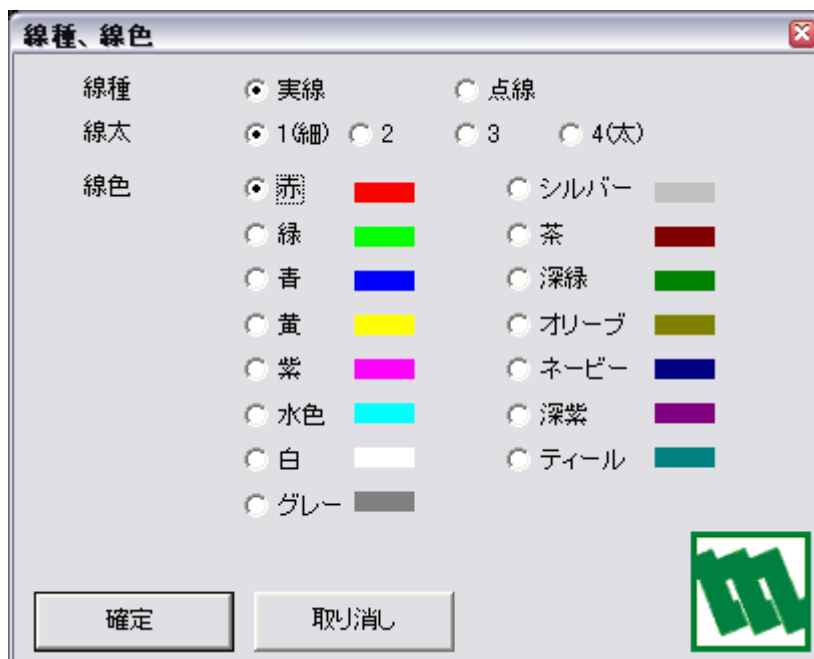 線種、線色
線種 実線 点線
線太 1(細) 2 3 4(太)
線色 赤 シルバー
緑 茶
青 深緑
黄 オリーブ
紫 ネービー
水色 深紫
白 ティール
グレー
確定 取り消し